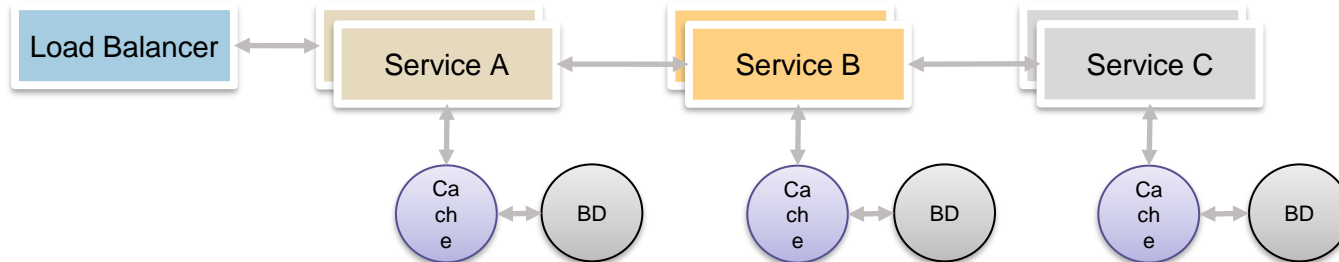 Load Balancer
Service A
Service B
Service C
Ca
ch
e
BD
Ca
ch
e
BD
Ca
ch
e
BD